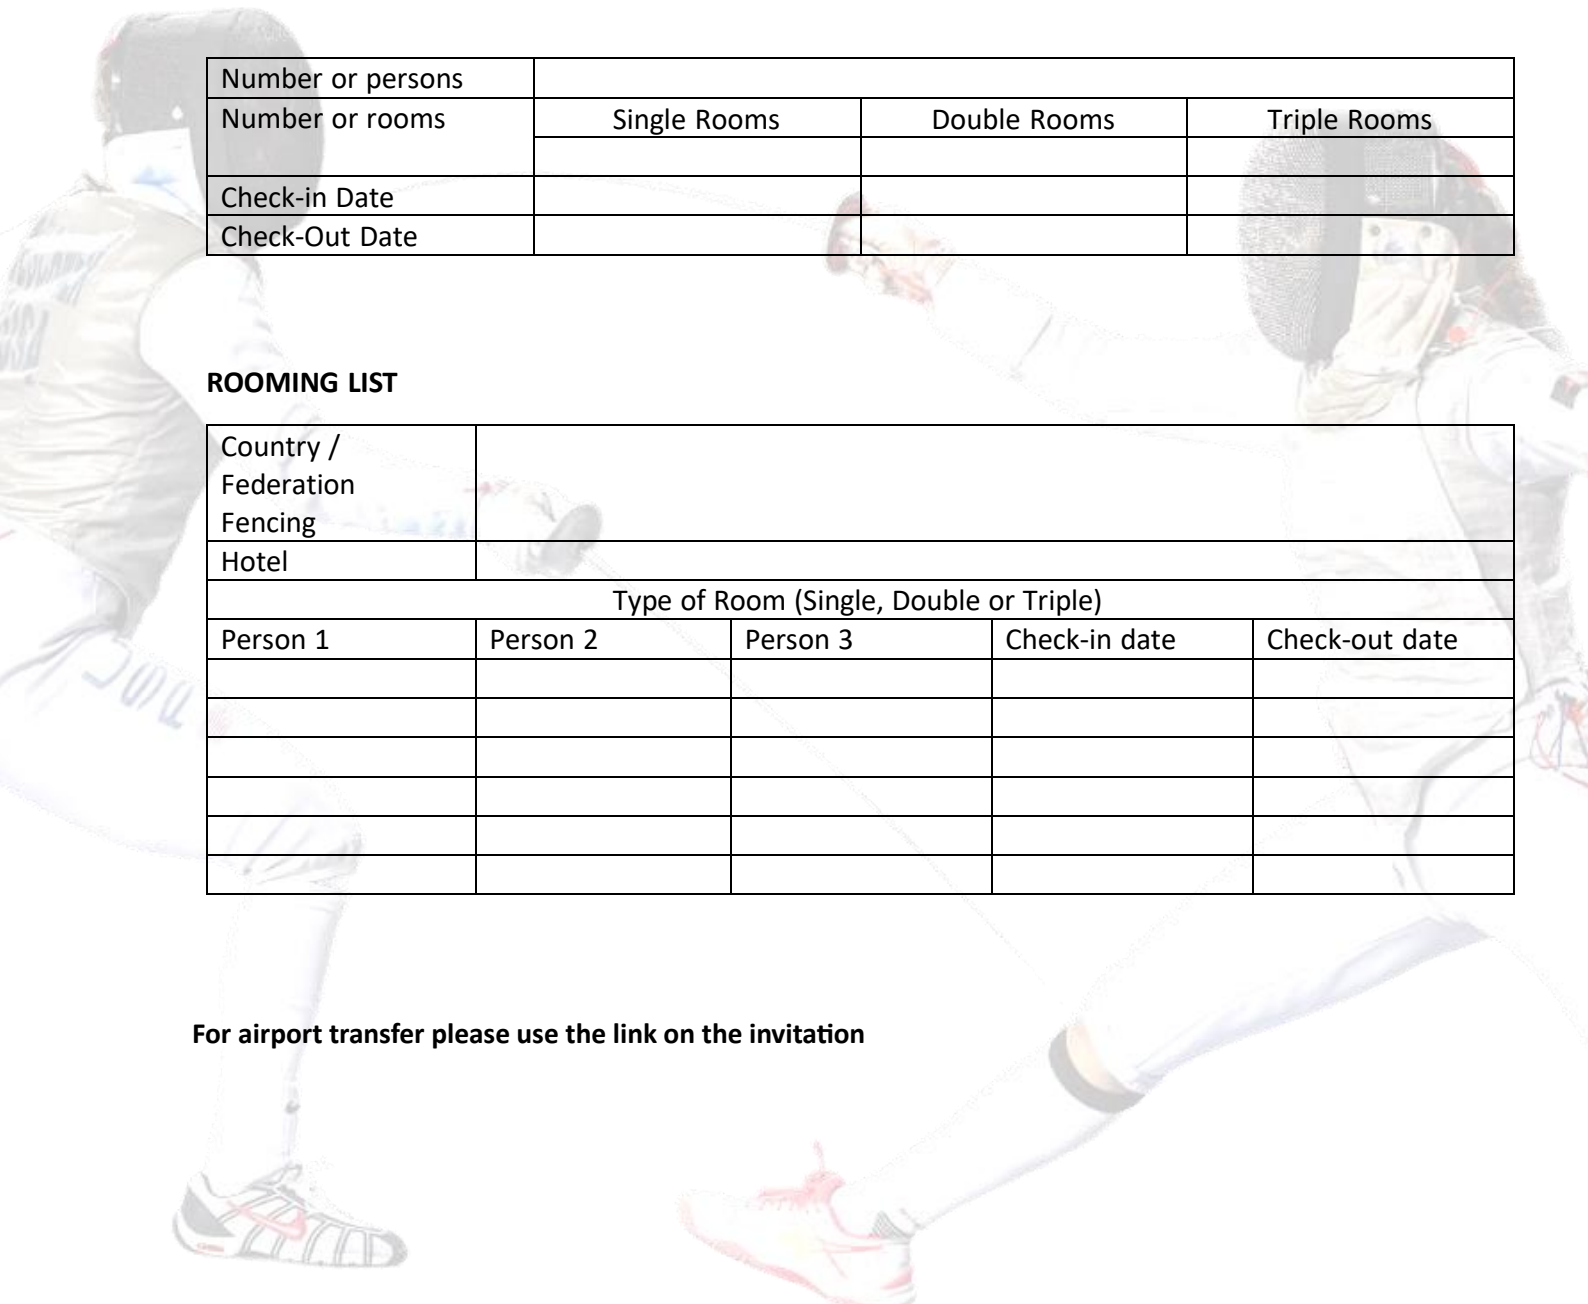 Number or persons
Number or rooms
Single Rooms
Double Rooms
Triple Rooms
Check-in Date
Check-Out Date
ROOMING LIST
Country /
Federation
Fencing
Hotel
Type of Room (Single, Double or Triple)
Person 1
Person 2
Person 3
Check-in date
Check-out date
For airport transfer please use the link on the invitation